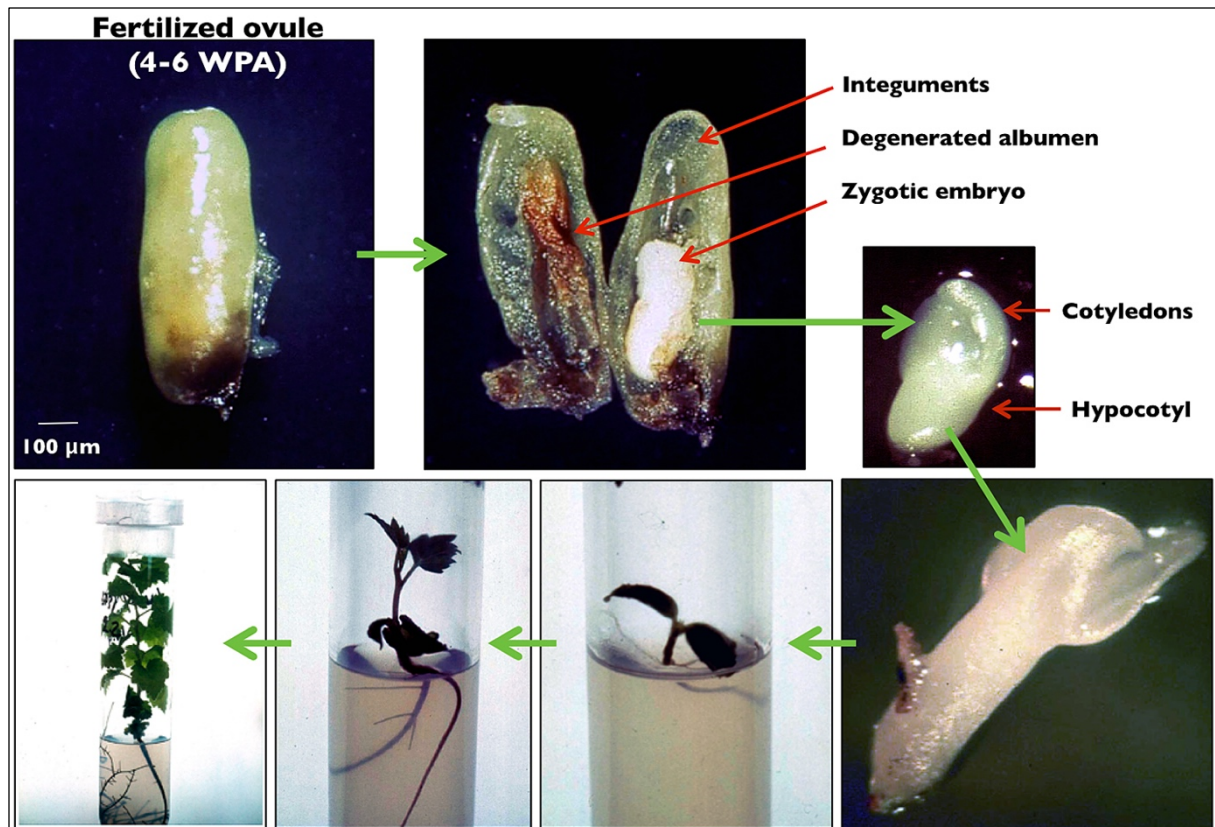 Fertilized ovule
(4-6 WPA)
Integuments
Degenerated albumen
Zygotic embryo
Cotyledons
Hypocotyl
100 µm